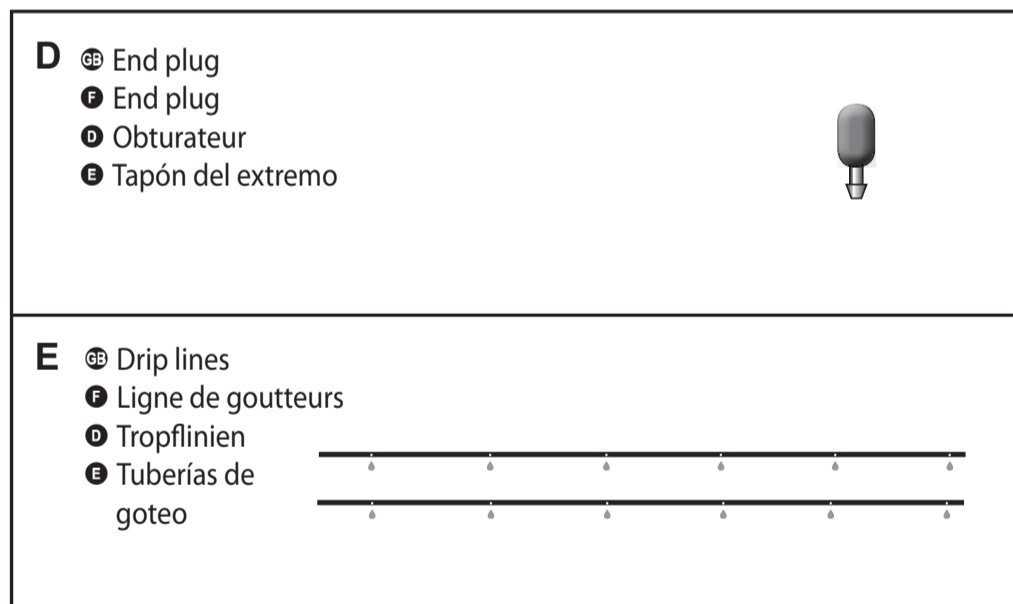 D GB End plug
F End plug
D Obturateur
E Tapón del extremo
E GB Drip lines
F Ligne de goutteurs
D Tropflinien
E Tuberías de
goteo